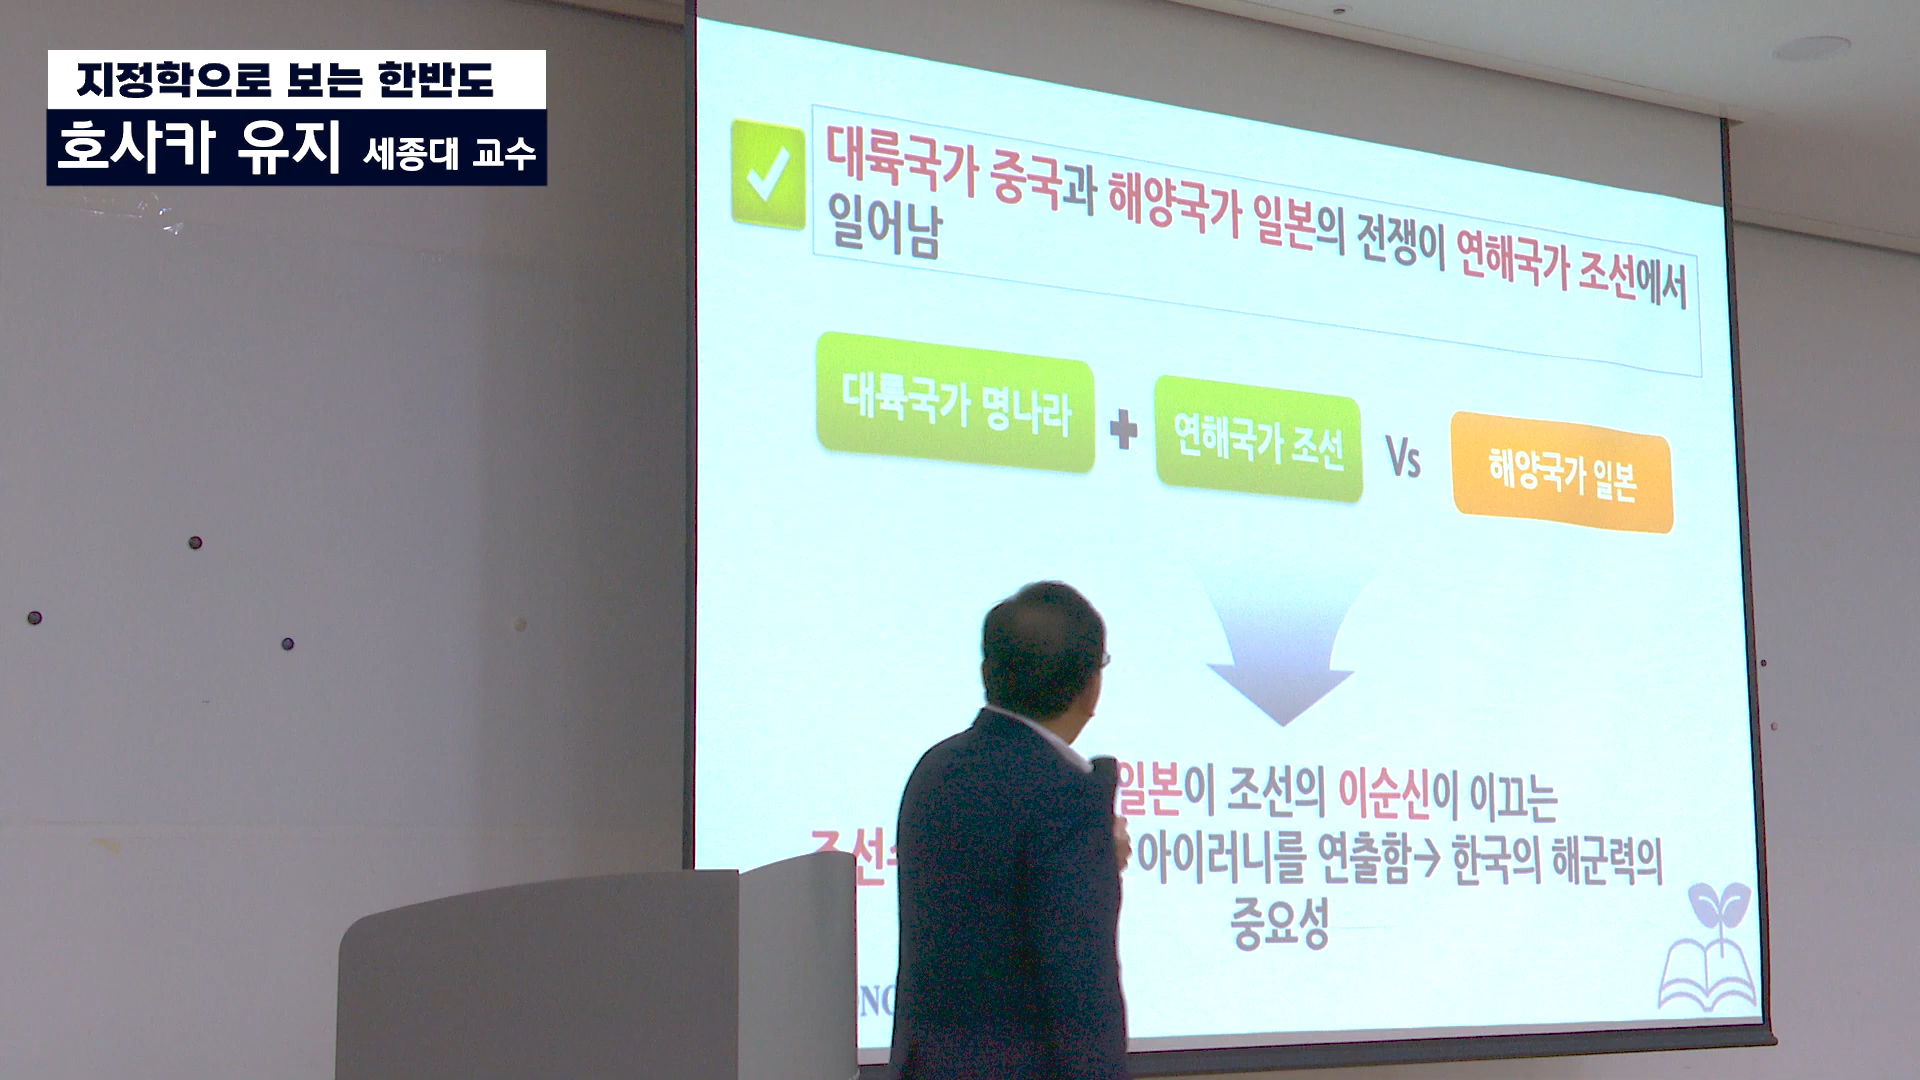 지정학으로 보는 한반도
호사카 유지 세종대 교수
대륙국가 중국과 해양국가 일본의 전쟁이 연해국가 조선에서
일어남
대륙국가 명나라 + 연해국가 조선 Vs 해양국가 일본
일본이 조선의 이순신이 이끄는
아이러니를 연출함→ 한국의 해군력의
중요성